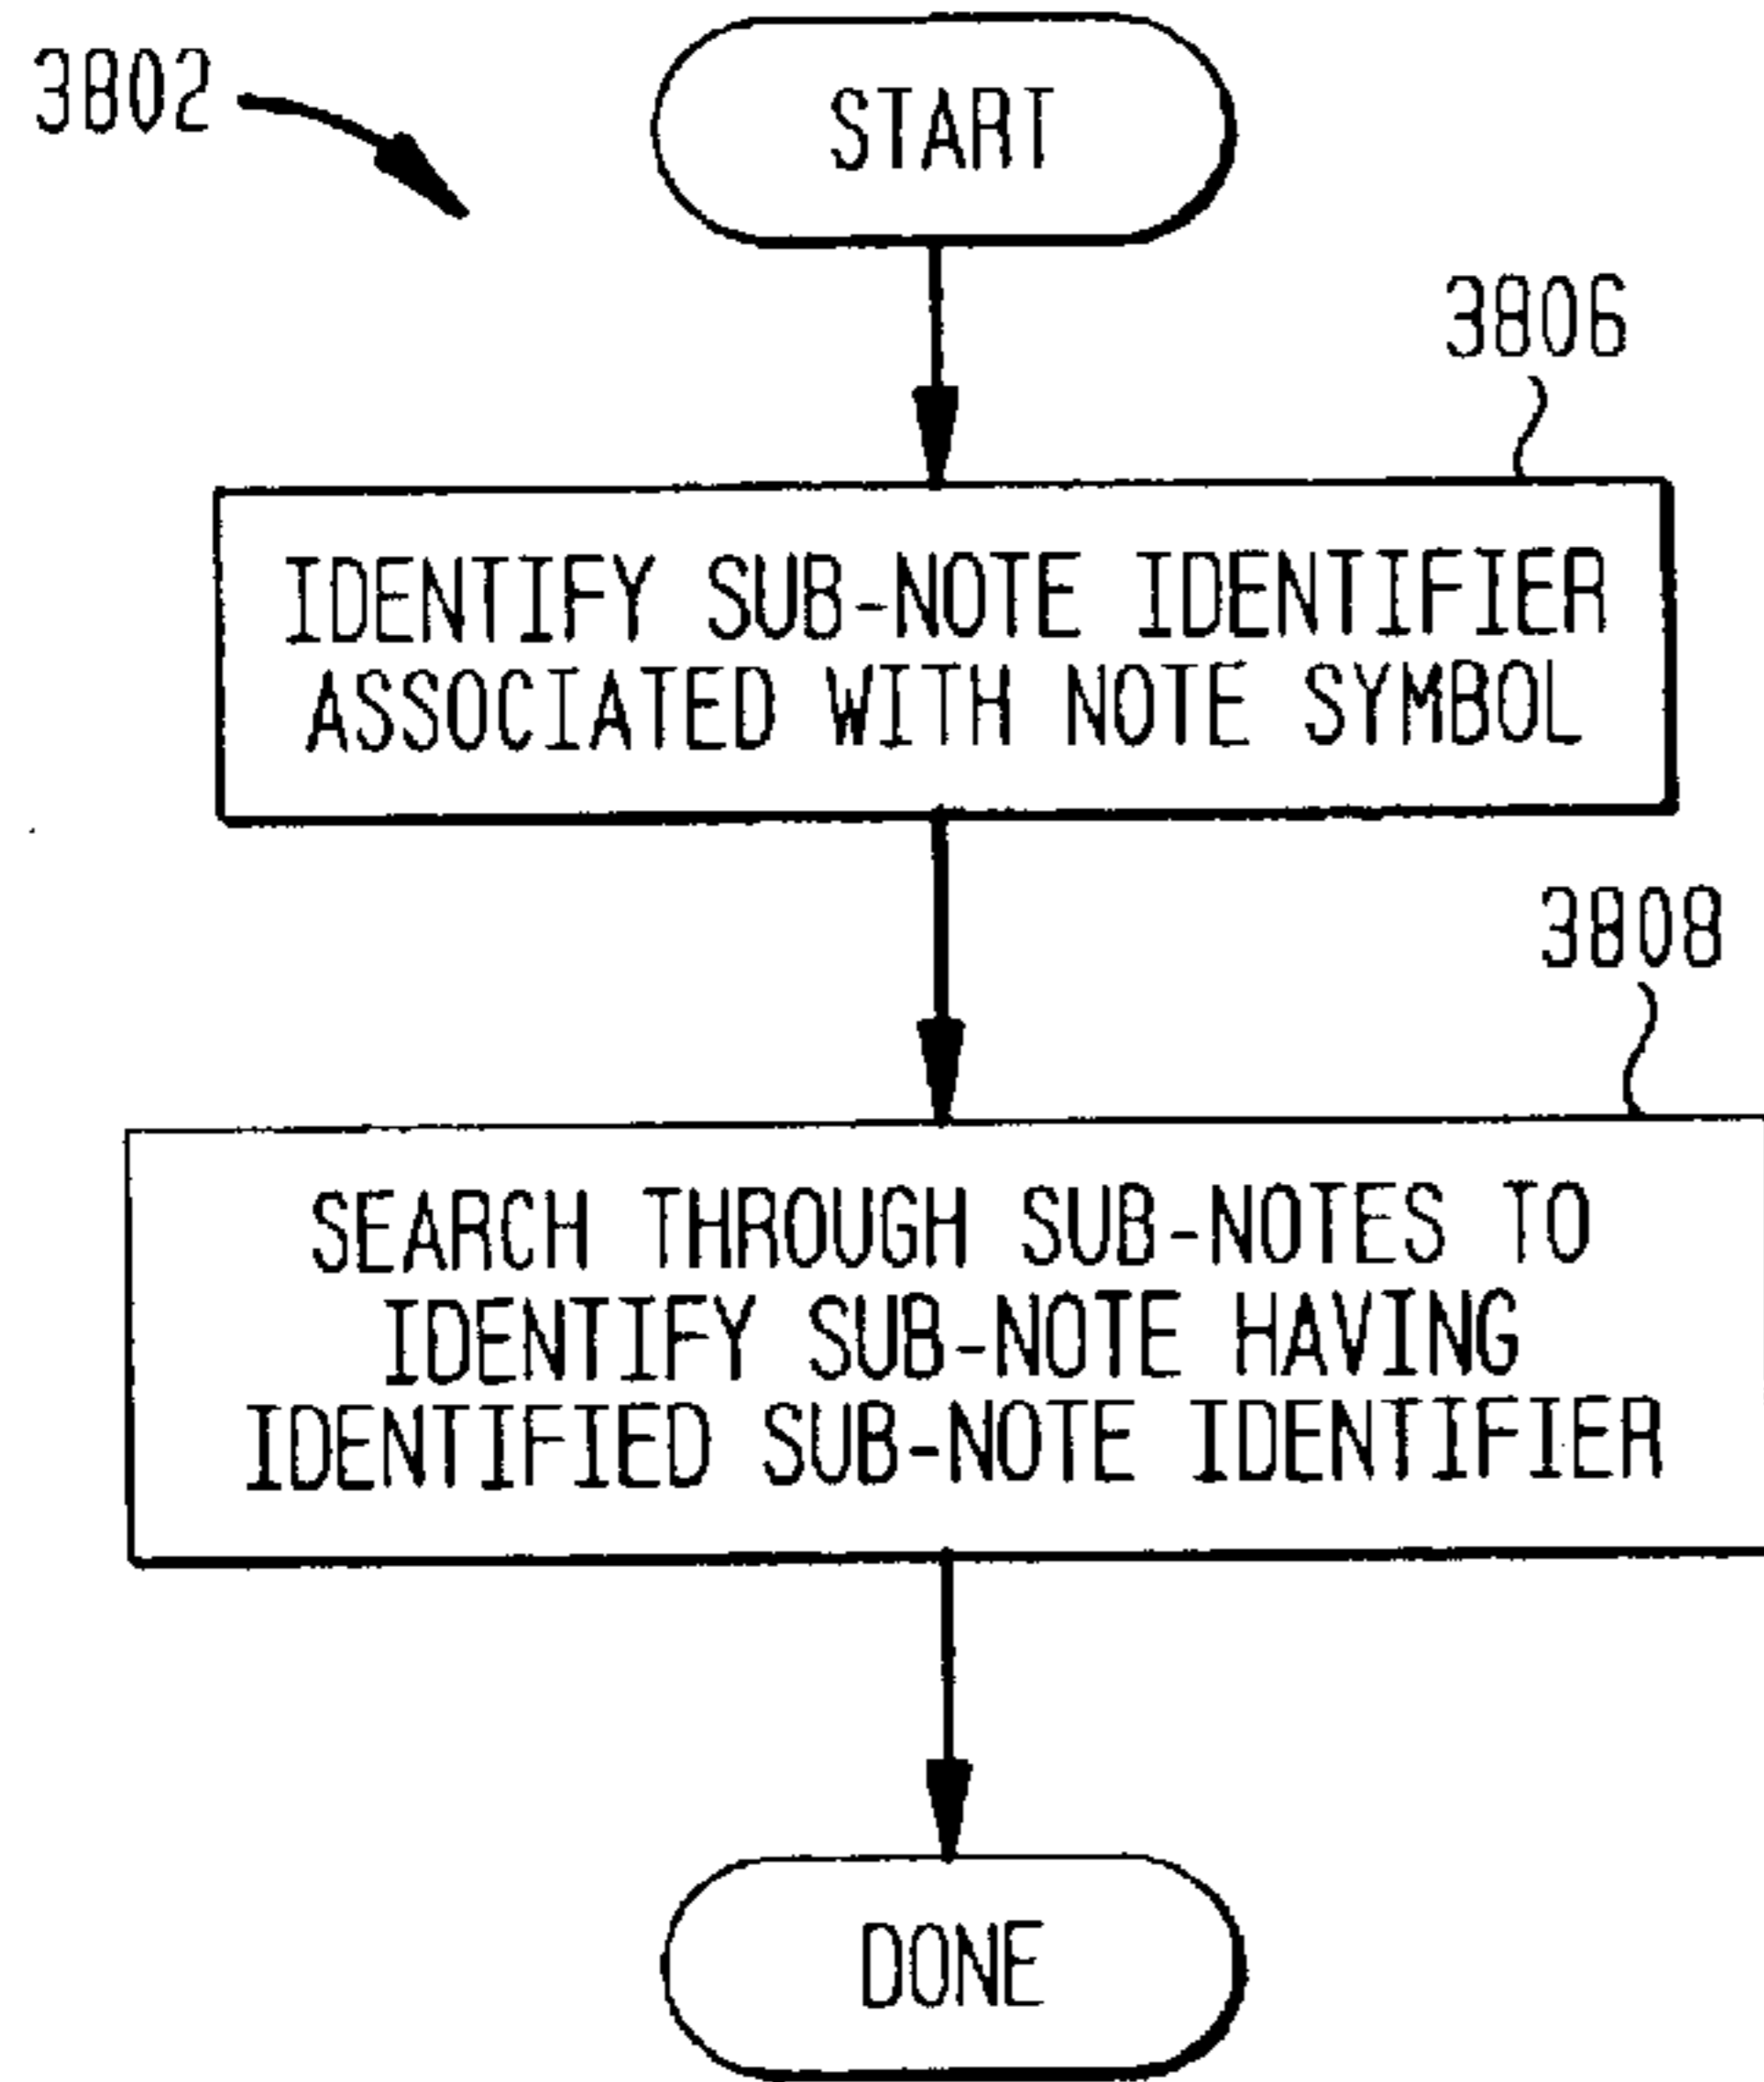 3802
START
3806
IDENTIFY SUB-NOTE IDENTIFIER
ASSOCIATED WITH NOTE SYMBOL
3808
SEARCH THROUGH SUB-NOTES TO
IDENTIFY SUB-NOTE HAVING
IDENTIFIED SUB-NOTE IDENTIFIER
DONE